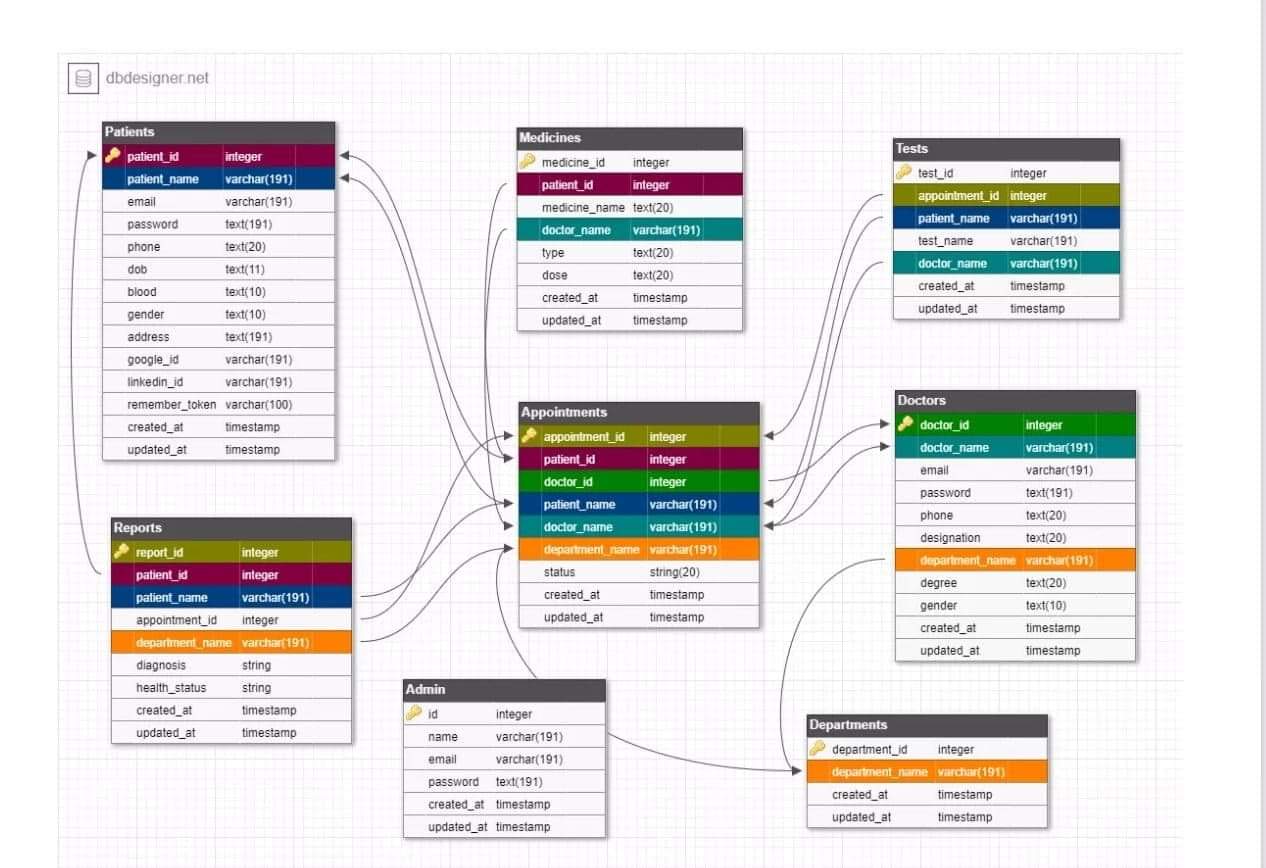 dbdesigner.net
Patients
patient_id integer
patient_name varchar(191)
email varchar(191)
password text(191)
phone text(20)
dob text(11)
blood text(10)
gender text(10)
address text(191)
google_id varchar(191)
linkedin_id varchar(191)
remember_token varchar(100)
created_at timestamp
updated_at timestamp
Medicines
medicine_id integer
patient_id integer
medicine_name text(20)
doctor_name varchar(191)
type text(20)
dose text(20)
created_at timestamp
updated_at timestamp
Tests
test_id integer
appointment_id integer
patient_name varchar(191)
test_name varchar(191)
doctor_name varchar(191)
created_at timestamp
updated_at timestamp
Appointments
appointment_id integer
patient_id integer
doctor_id integer
patient_name varchar(191)
doctor_name varchar(191)
department_name varchar(191)
status string(20)
created_at timestamp
updated_at timestamp
Doctors
doctor_id integer
doctor_name varchar(191)
email varchar(191)
password text(191)
phone text(20)
designation text(20)
department_name varchar(191)
degree text(20)
gender text(10)
created_at timestamp
updated_at timestamp
Reports
report_id integer
patient_id integer
patient_name varchar(191)
appointment_id integer
department_name varchar(191)
diagnosis string
health_status string
created_at timestamp
updated_at timestamp
Admin
id integer
name varchar(191)
email varchar(191)
password text(191)
created_at timestamp
updated_at timestamp
Departments
department_id integer
department_name varchar(191)
created_at timestamp
updated_at timestamp